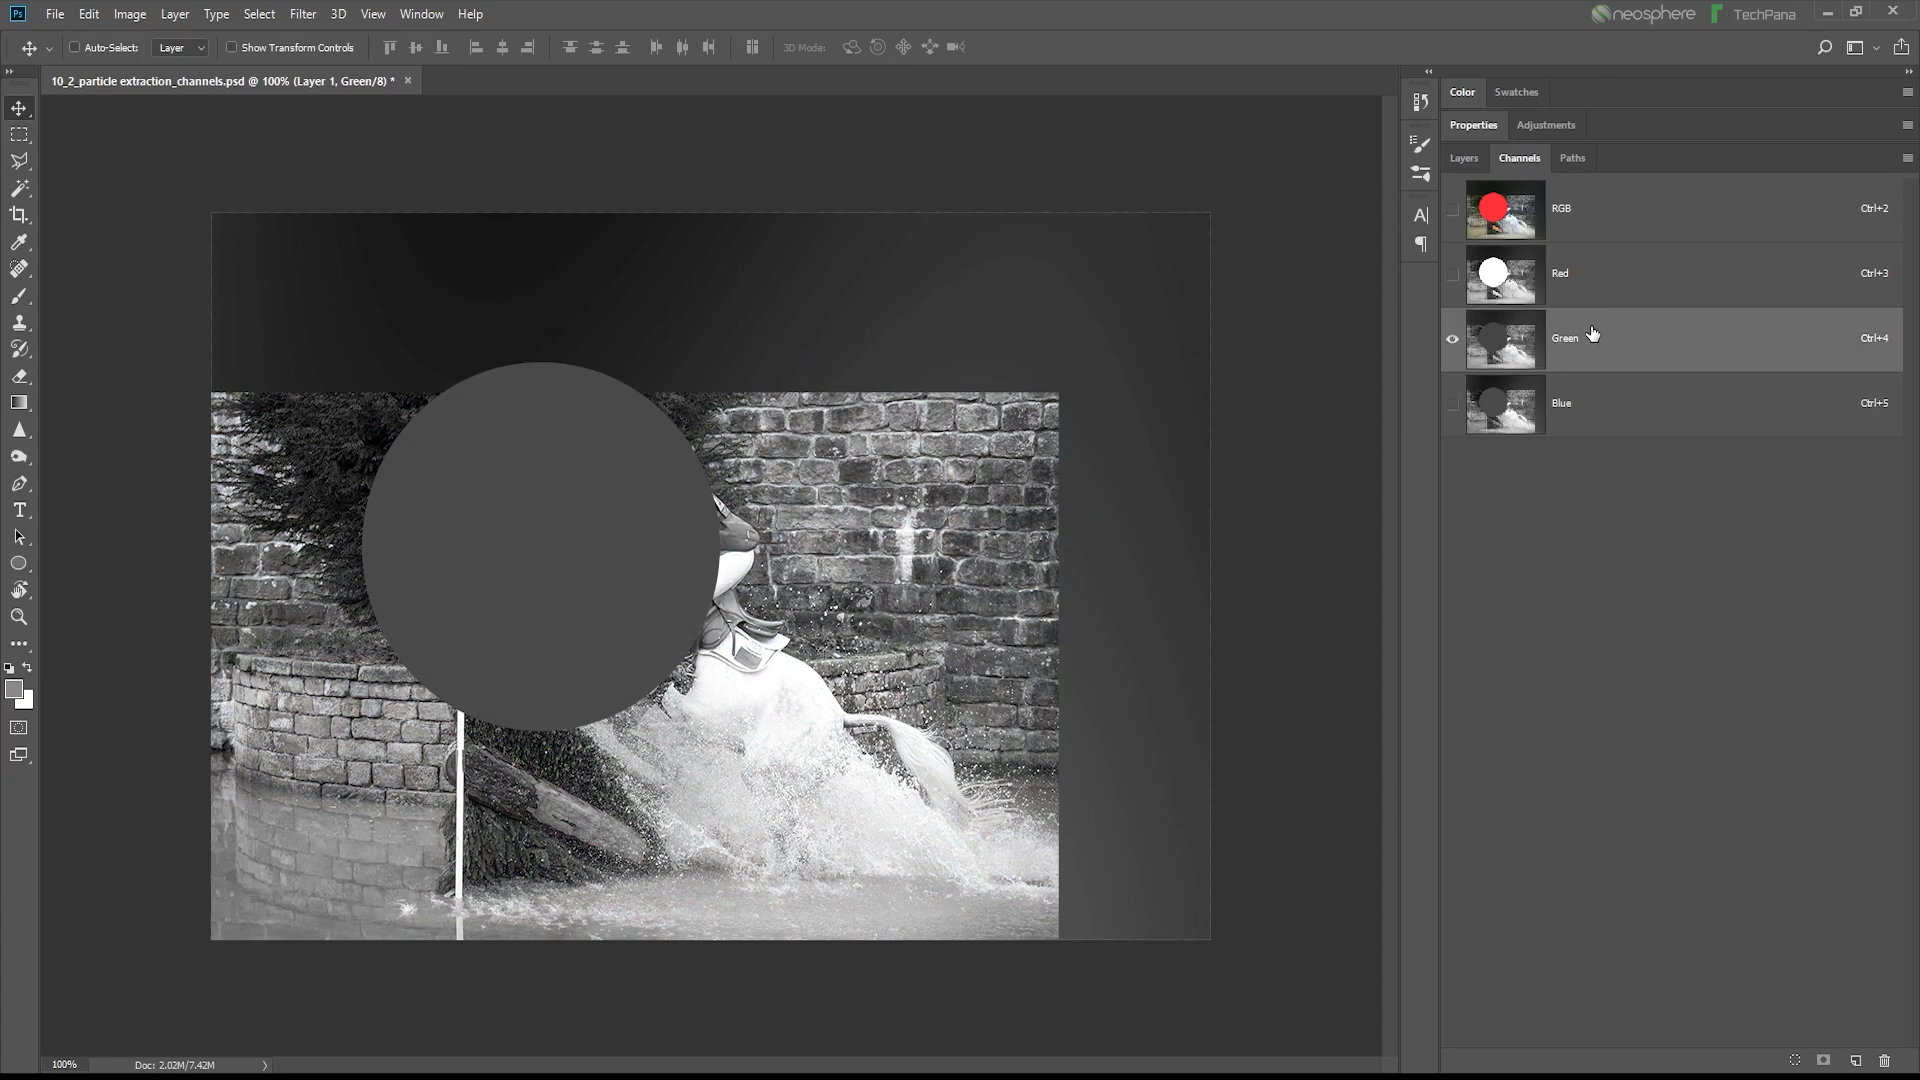 Ps File Edit Image Layer Type Select Filter 3D View Window Help
neosphere TechPana
Auto-Select: Layer Show Transform Controls 3D Mode:
10_2_particle extraction_channels.psd @ 100% (Layer 1, Green/8) *
Color Swatches
Properties Adjustments
Layers Channels Paths
RGB Ctrl+2
Red Ctrl+3
Green Ctrl+4
Blue Ctrl+5
100% Doc: 2.02M/7.42M